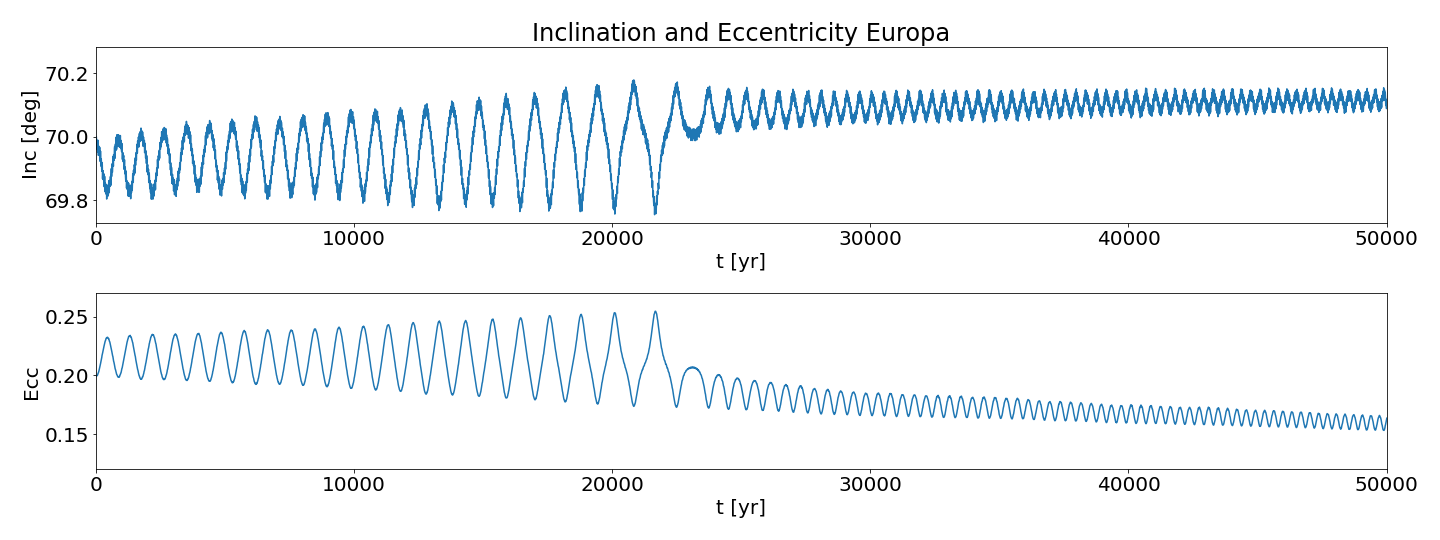 Inclination and Eccentricity Europa
Inc [deg]
70.2
70.0
69.8
0 10000 20000 30000 40000 50000
t [yr]
Ecc
0.25
0.20
0.15
0 10000 20000 30000 40000 50000
t [yr]